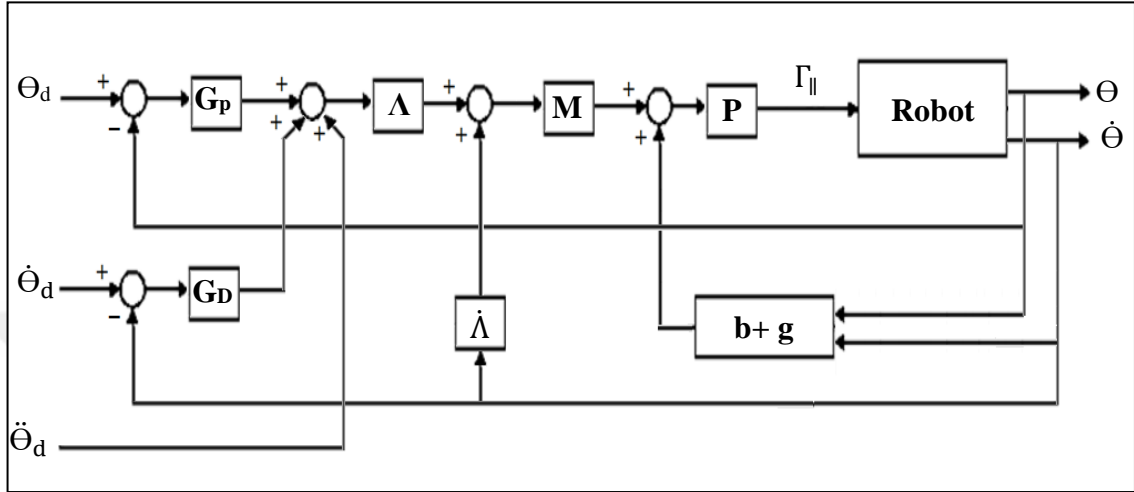 + + + + Γ∥
Θd Gp Λ M P Robot Θ
− + + + + Θ̇
Θ̇d + GD Λ̇ b+ g
−
Θ̈d